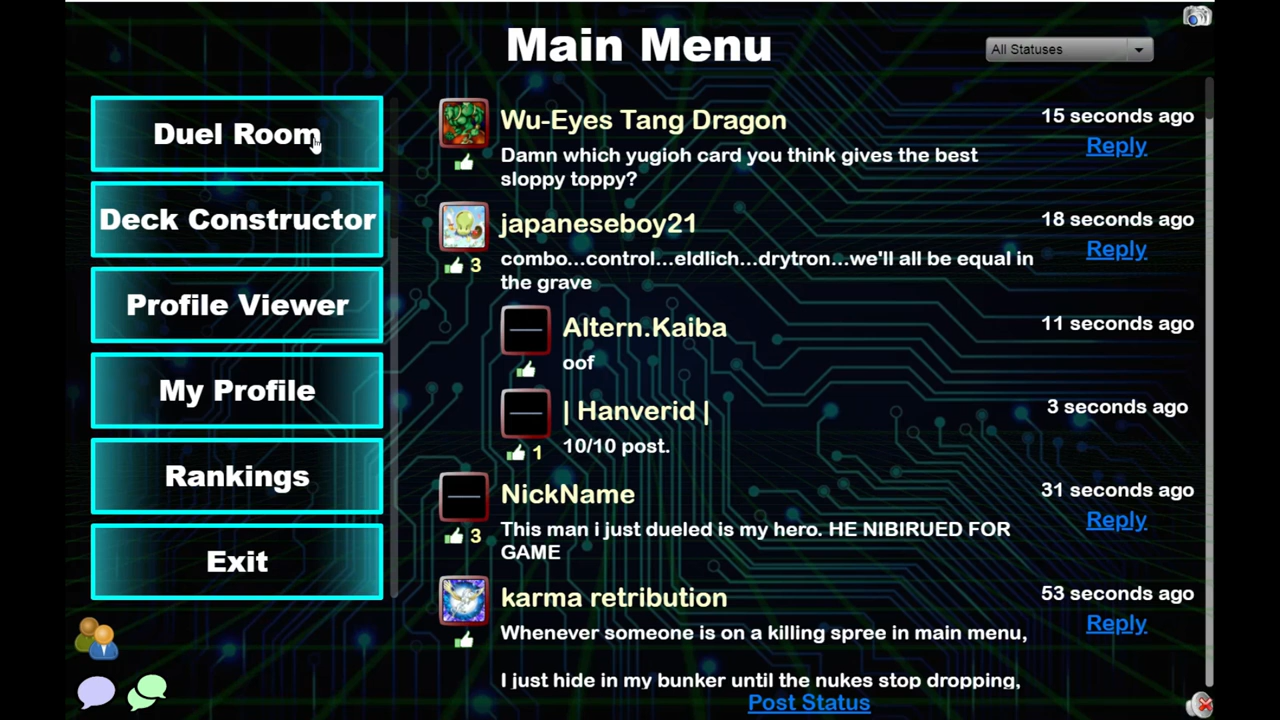 Main Menu
All Statuses
Duel Room
Deck Constructor
Profile Viewer
My Profile
Rankings
Exit
Wu-Eyes Tang Dragon
15 seconds ago
Reply
Damn which yugioh card you think gives the best
sloppy toppy?
japaneseboy21
18 seconds ago
Reply
3
combo...control...eldlich...drytron...we'll all be equal in
the grave
Altern.Kaiba
11 seconds ago
oof
| Hanverid |
3 seconds ago
1
10/10 post.
NickName
31 seconds ago
Reply
3
This man i just dueled is my hero. HE NIBIRUED FOR
GAME
karma retribution
53 seconds ago
Reply
Whenever someone is on a killing spree in main menu,
I just hide in my bunker until the nukes stop dropping,
Post Status